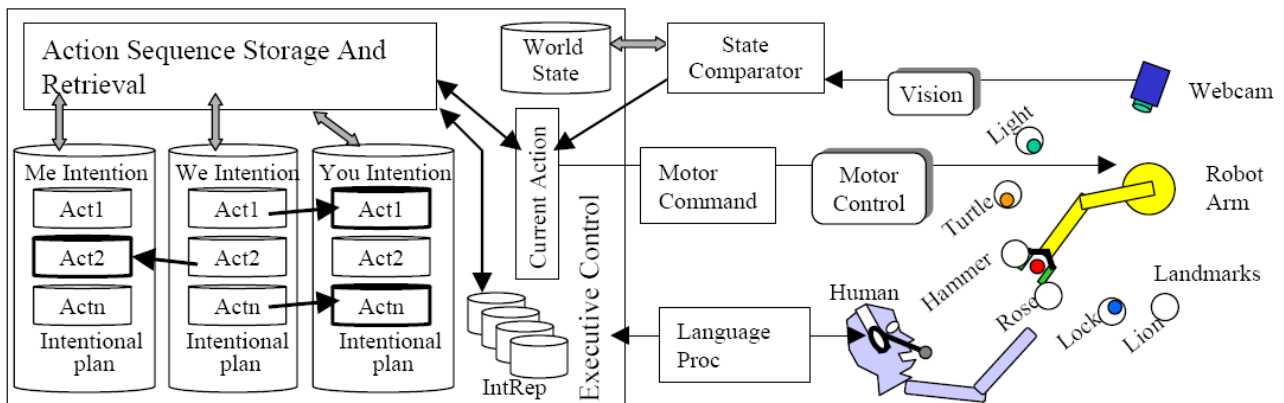 Action Sequence Storage And
Retrieval
World
State
State
Comparator
Vision
Webcam
Light
Me Intention
We Intention
You Intention
Act1
Act1
Act1
Act2
Act2
Act2
Actn
Actn
Actn
Intentional
plan
Intentional
plan
Intentional
plan
Current Action
Motor
Command
Motor
Control
Robot
Arm
Turtle
Hammer
Rose
Lock
Lion
Landmarks
Human
Language
Proc
IntRep
Executive Control